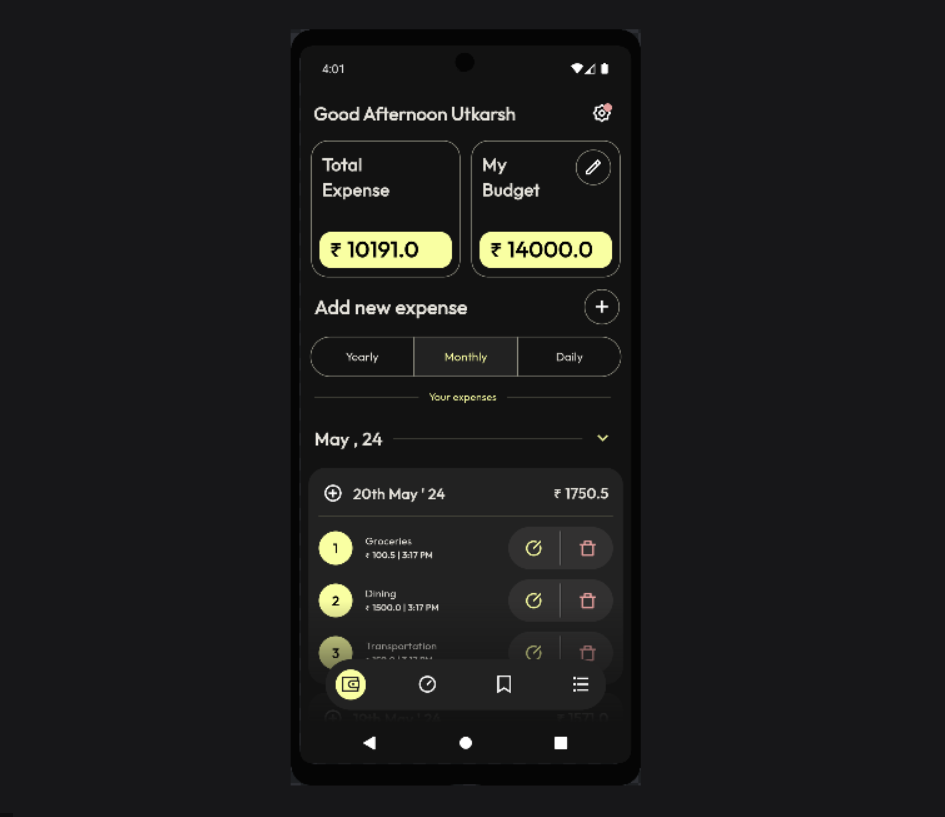 4:01
Good Afternoon Utkarsh
Total
Expense
₹ 10191.0
My
Budget
₹ 14000.0
Add new expense
Yearly
Monthly
Daily
Your expenses
May , 24
20th May ' 24
₹ 1750.5
1
Groceries
₹ 100.5 | 3:17 PM
2
Dining
₹ 1500.0 | 3:17 PM
3
Transportation